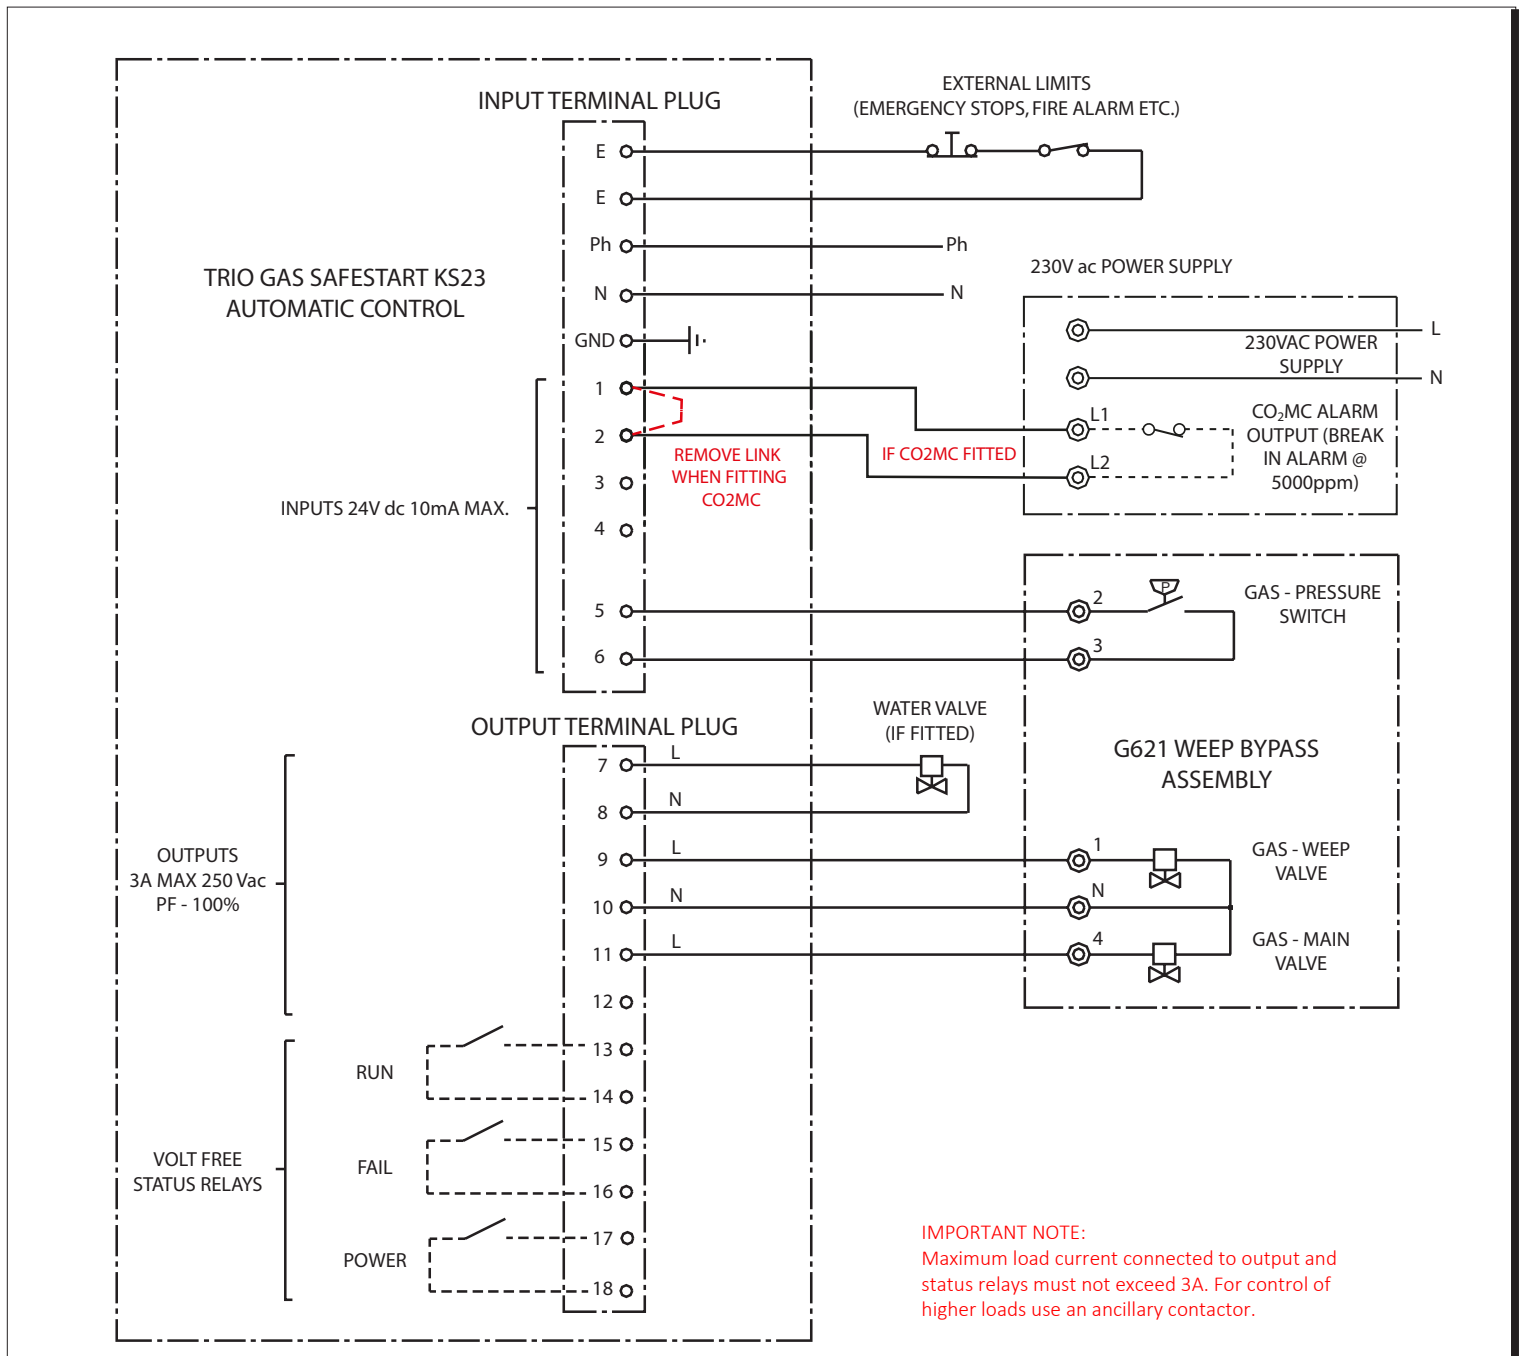 INPUT TERMINAL PLUG
EXTERNAL LIMITS
(EMERGENCY STOPS, FIRE ALARM ETC.)
E
E
Ph
Ph
N
N
GND
TRIO GAS SAFESTART KS23
AUTOMATIC CONTROL
230V ac POWER SUPPLY
L
230VAC POWER
SUPPLY
N
1
2
3
4
5
6
REMOVE LINK
WHEN FITTING
CO2MC
IF CO2MC FITTED
L1
L2
CO₂MC ALARM
OUTPUT (BREAK
IN ALARM @
5000ppm)
INPUTS 24V dc 10mA MAX.
2
P
3
GAS - PRESSURE
SWITCH
G621 WEEP BYPASS
ASSEMBLY
OUTPUT TERMINAL PLUG
WATER VALVE
(IF FITTED)
7
L
8
N
9
L
10
N
11
L
12
13
14
15
16
17
18
1
N
4
GAS - WEEP
VALVE
GAS - MAIN
VALVE
OUTPUTS
3A MAX 250 Vac
PF - 100%
RUN
FAIL
POWER
VOLT FREE
STATUS RELAYS
IMPORTANT NOTE:
Maximum load current connected to output and
status relays must not exceed 3A. For control of
higher loads use an ancillary contactor.